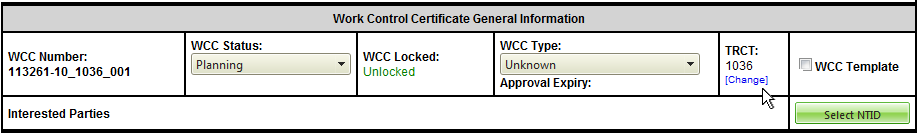 Work Control Certificate General Information
WCC Number:
113261-10_1036_001
WCC Status:
Planning
WCC Locked:
Unlocked
WCC Type:
Unknown
Approval Expiry:
TRCT:
1036
[Change]
WCC Template
Interested Parties
Select NTID